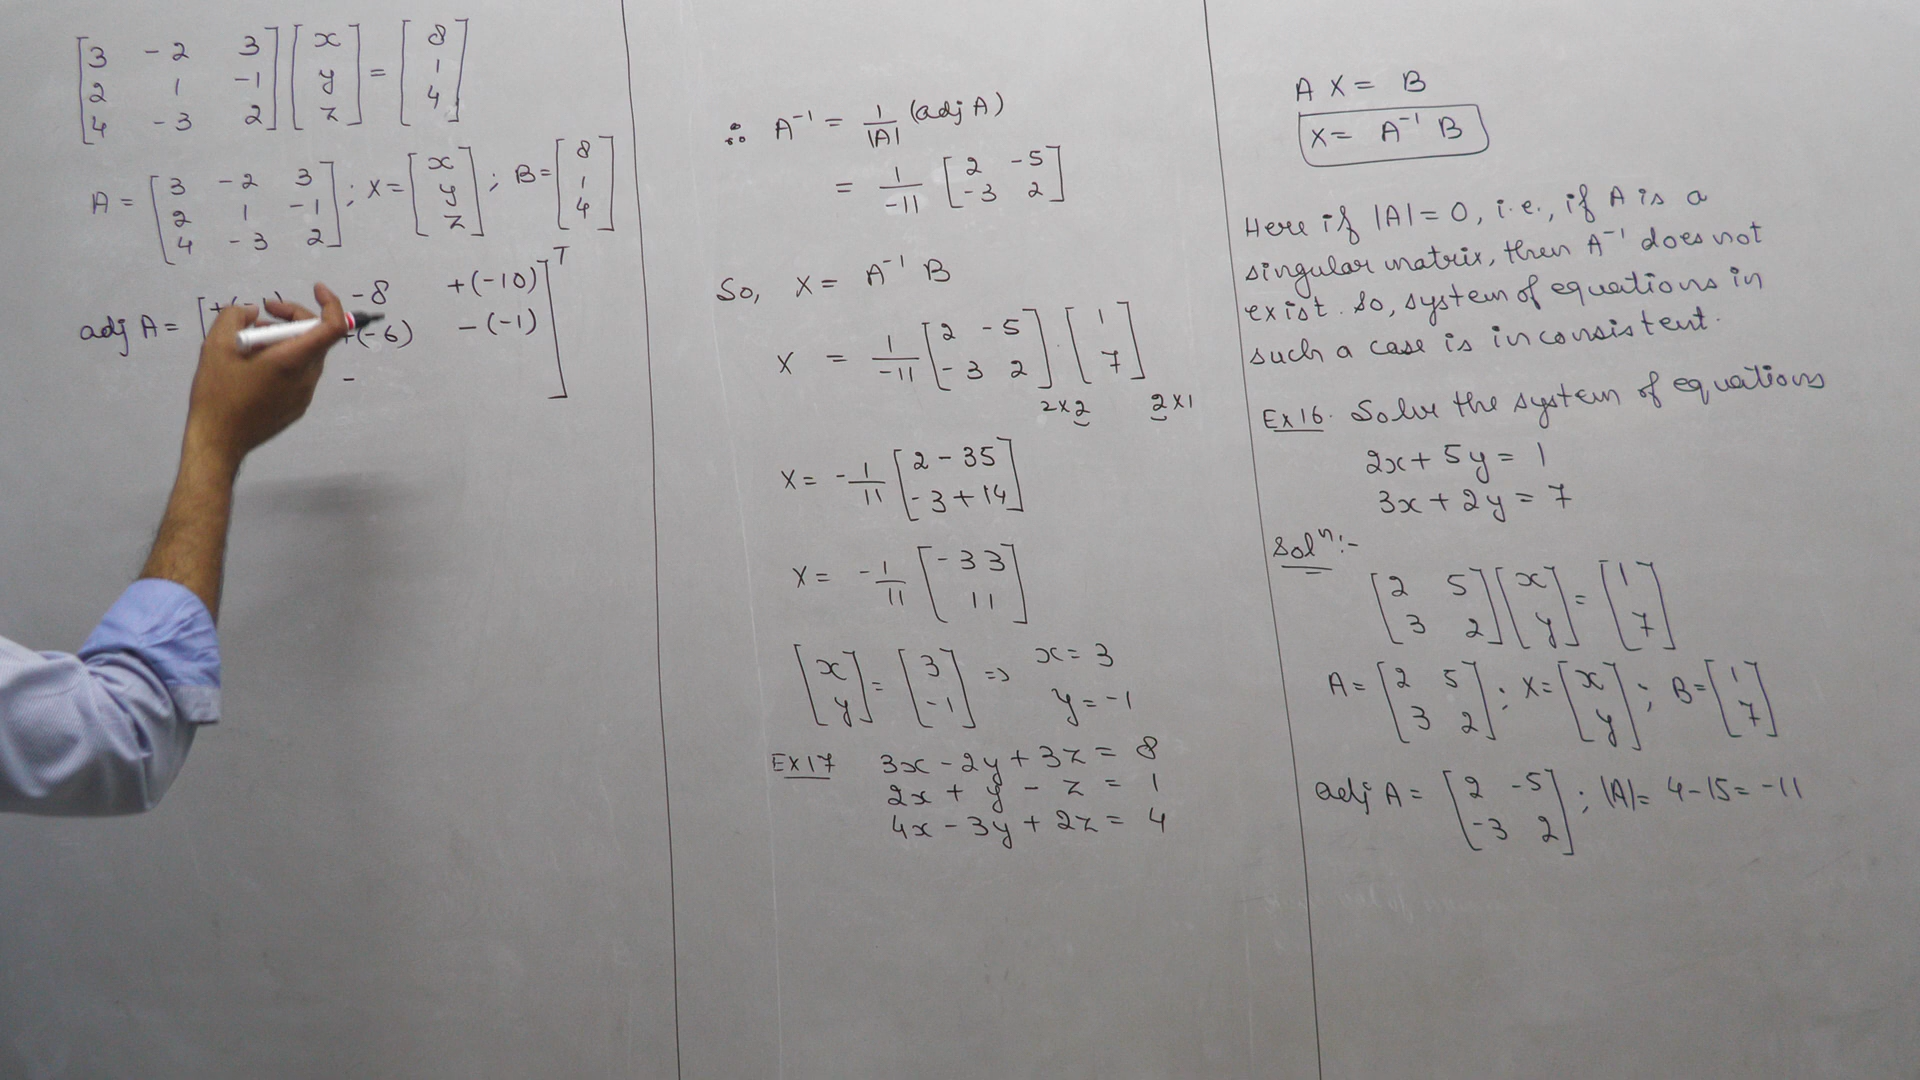 [3 -2 3] [x] = [8]
[2 1 -1] [y] [1]
[4 -3 2] [z] [4]
A = [3 -2 3] ; X = [x] ; B = [8]
[2 1 -1] [y] [1]
[4 -3 2] [z] [4]
adj A = [+(-1) -8 +(-10)]ᵀ
(-6) -(-1)
-
∴ A⁻¹ = 1/|A| (adj A)
= 1/-11 [2 -5]
[-3 2]
So, X = A⁻¹ B
X = 1/-11 [2 -5] . [1]
[-3 2] [7]
2×2 2×1
X = -1/11 [2 - 35]
[-3 + 14]
X = -1/11 [-33]
[11]
[x] = [3] => x = 3
[y] [-1] y = -1
Ex 17 3x - 2y + 3z = 8
2x + y - z = 1
4x - 3y + 2z = 4
A X = B
X = A⁻¹ B
Here if |A| = 0, i.e., if A is a
singular matrix, then A⁻¹ does not
exist. So, system of equations in
such a case is inconsistent.
Ex 16. Solve the system of equations
2x + 5y = 1
3x + 2y = 7
Solⁿ:-
[2 5] [x] = [1]
[3 2] [y] [7]
A = [2 5] ; X = [x] ; B = [1]
[3 2] [y] [7]
adj A = [2 -5] ; |A| = 4 - 15 = -11
[-3 2]